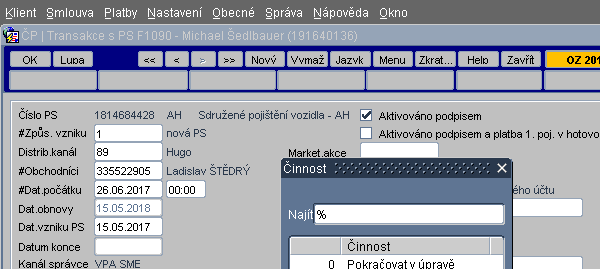 Klient Smlouva Platby Nastavení Obecné Správa Nápověda Okno
ČP | Transakce s PS F1090 - Michael Šedlbauer (191640136)
OK Lupa << < > >> Nový Vymaž Jazyk Menu Zkrat... Help Zavřít OZ 201
Číslo PS 1814684428 AH Sdružené pojištění vozidla - AH Aktivováno podpisem
#Způs. vzniku 1 nová PS Aktivováno podpisem a platba 1. poj. v hotovo
Distrib.kanál 89 Hugo Market.akce
#Obchodníci 335522905 Ladislav ŠTĚDRÝ
Činnost
#Dat.počátku 26.06.2017 00:00 ého účtu
Dat.obnovy 15.05.2018
Najít %
Dat.vzniku PS 15.05.2017
Datum konce
Činnost
Kanál správce VPA SME
0 Pokračovat v úpravě